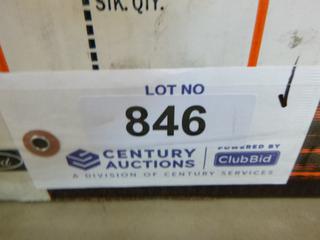 STK. QTY.
LOT NO
846
CENTURY AUCTIONS
POWERED BY
ClubBid
A DIVISION OF CENTURY SERVICES